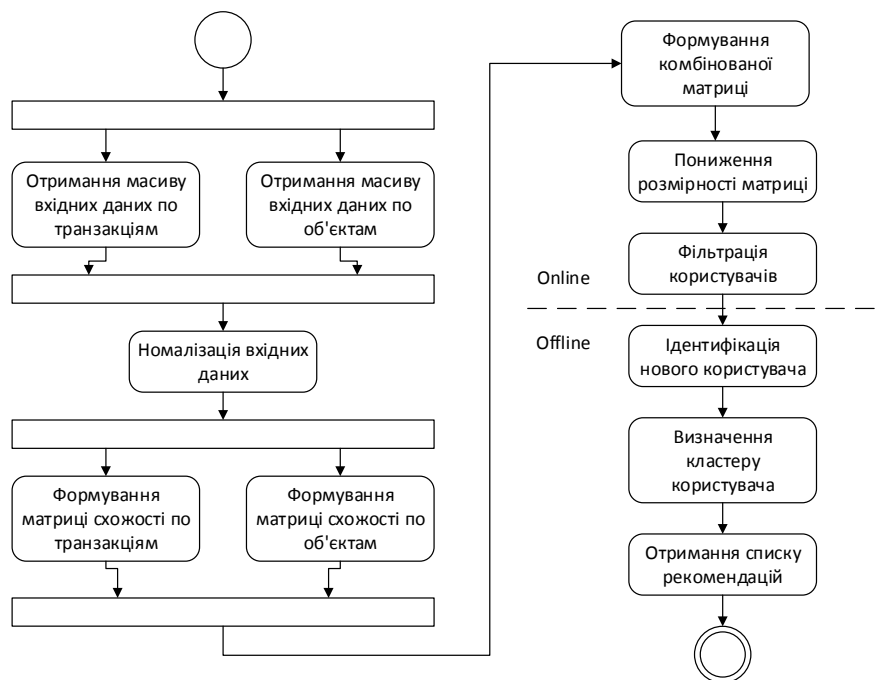 Отримання масиву
вхідних даних по
транзакціям
Отримання масиву
вхідних даних по
об'єктам
Номалізація вхідних
даних
Формування
матриці схожості по
транзакціям
Формування
матриці схожості по
об'єктам
Формування
комбінованої
матриці
Пониження
розмірності матриці
Фільтрація
користувачів
Online
Offline
Ідентифікація
нового користувача
Визначення
кластеру
користувача
Отримання списку
рекомендацій